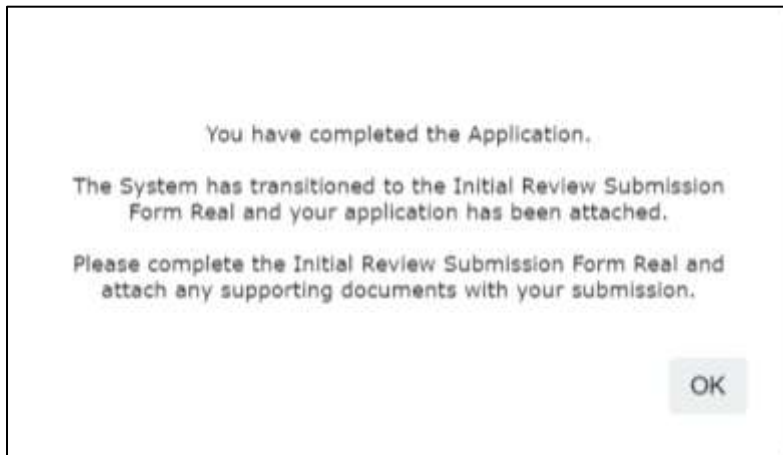 You have completed the Application.
The System has transitioned to the Initial Review Submission
Form Real and your application has been attached.
Please complete the Initial Review Submission Form Real and
attach any supporting documents with your submission.
OK